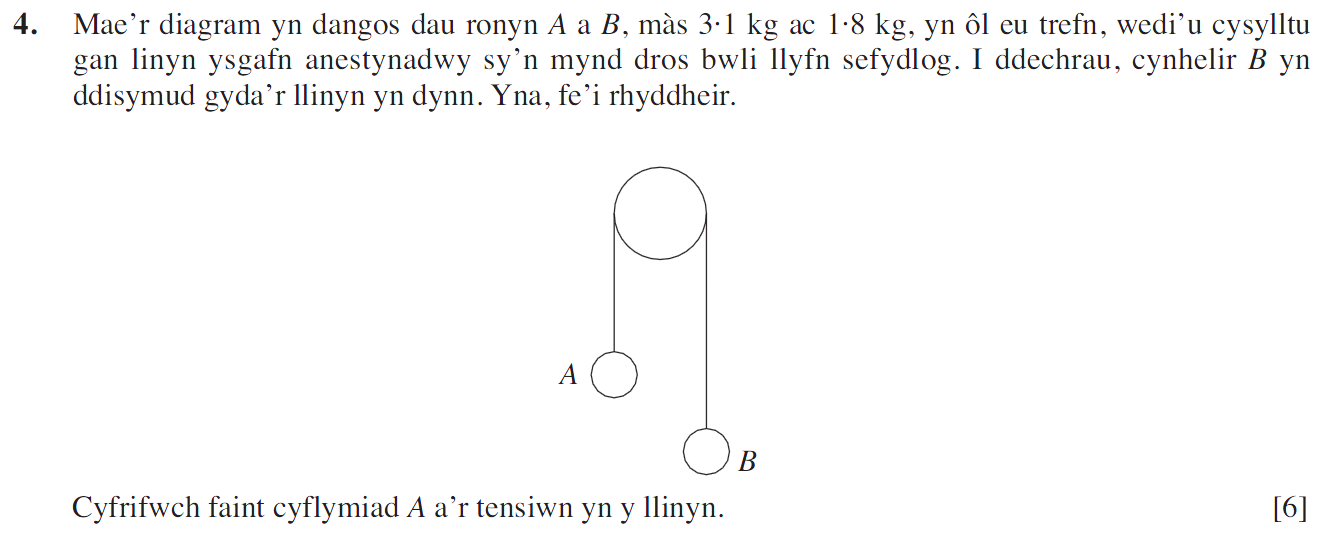 4. Mae'r diagram yn dangos dau ronyn A a B, màs 3·1 kg ac 1·8 kg, yn ôl eu trefn, wedi'u cysylltu
gan linyn ysgafn anestynadwy sy'n mynd dros bwli llyfn sefydlog. I ddechrau, cynhelir B yn
ddisymud gyda'r llinyn yn dynn. Yna, fe'i rhyddheir.
A
B
Cyfrifwch faint cyflymiad A a'r tensiwn yn y llinyn. [6]